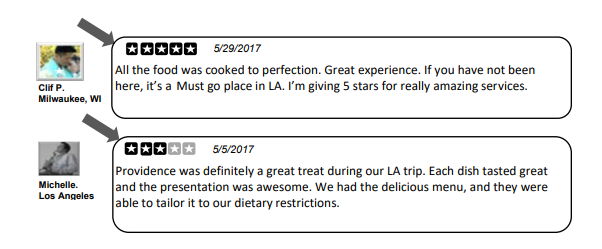 5/29/2017
All the food was cooked to perfection. Great experience. If you have not been
here, it's a Must go place in LA. I'm giving 5 stars for really amazing services.
Clif P.
Milwaukee, WI
5/5/2017
Providence was definitely a great treat during our LA trip. Each dish tasted great
and the presentation was awesome. We had the delicious menu, and they were
able to tailor it to our dietary restrictions.
Michelle.
Los Angeles